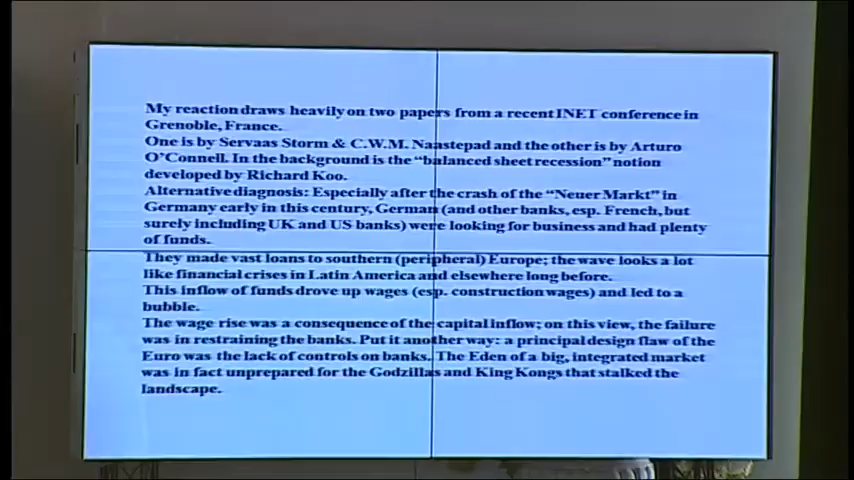 My reaction draws heavily on two papers from a recent INET conference in
Grenoble, France.
One is by Servaas Storm & C.W.M. Naastepad and the other is by Arturo
O'Connell. In the background is the “balanced sheet recession” notion
developed by Richard Koo.
Alternative diagnosis: Especially after the crash of the “Neuer Markt” in
Germany early in this century, German (and other banks, esp. French, but
surely including UK and US banks) were looking for business and had plenty
of funds.
They made vast loans to southern (peripheral) Europe; the wave looks a lot
like financial crises in Latin America and elsewhere long before.
This inflow of funds drove up wages (esp. construction wages) and led to a
bubble.
The wage rise was a consequence of the capital inflow; on this view, the failure
was in restraining the banks. Put it another way: a principal design flaw of the
Euro was the lack of controls on banks. The Eden of a big, integrated market
was in fact unprepared for the Godzillas and King Kongs that stalked the
landscape.